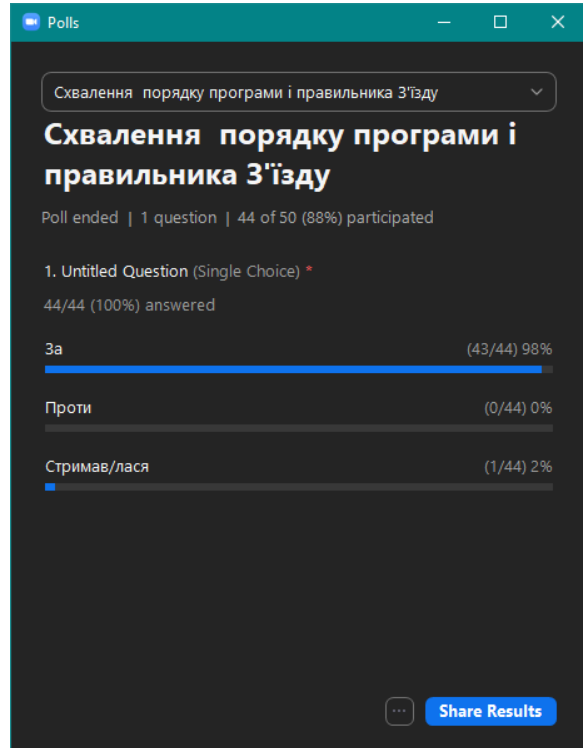 Polls
Схвалення порядку програми і правильника З'їзду
Схвалення порядку програми і
правильника З'їзду
Poll ended | 1 question | 44 of 50 (88%) participated
1. Untitled Question (Single Choice) *
44/44 (100%) answered
За (43/44) 98%
Проти (0/44) 0%
Стримав/лася (1/44) 2%
Share Results